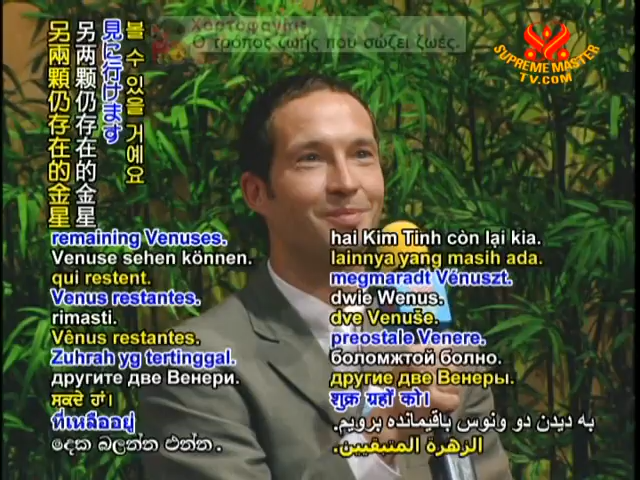 Χορτοφαγητε
Ο τρόπος ζωής που σώζει ζωές.
SUPREME MASTER
TV.COM
볼 수 있을 거예요
見に行けます
另两颗仍存在的金星
另兩顆仍存在的金星
remaining Venuses.
Venuse sehen können.
qui restent.
Venus restantes.
rimasti.
Vênus restantes.
Zuhrah yg tertinggal.
другите две Венери.
ਸਕਦੇ ਹਾਂ।
ที่เหลืออยู่
දෙක බලන්න එන්න.
hai Kim Tinh còn lại kia.
lainnya yang masih ada.
megmaradt Vénuszt.
dwie Wenus.
dve Venuše.
preostale Venere.
боломжтой болно.
другие две Венеры.
शुक्र ग्रहों को।
به دیدن دو ونوس باقیمانده برویم.
الزهرة المتبقيين.